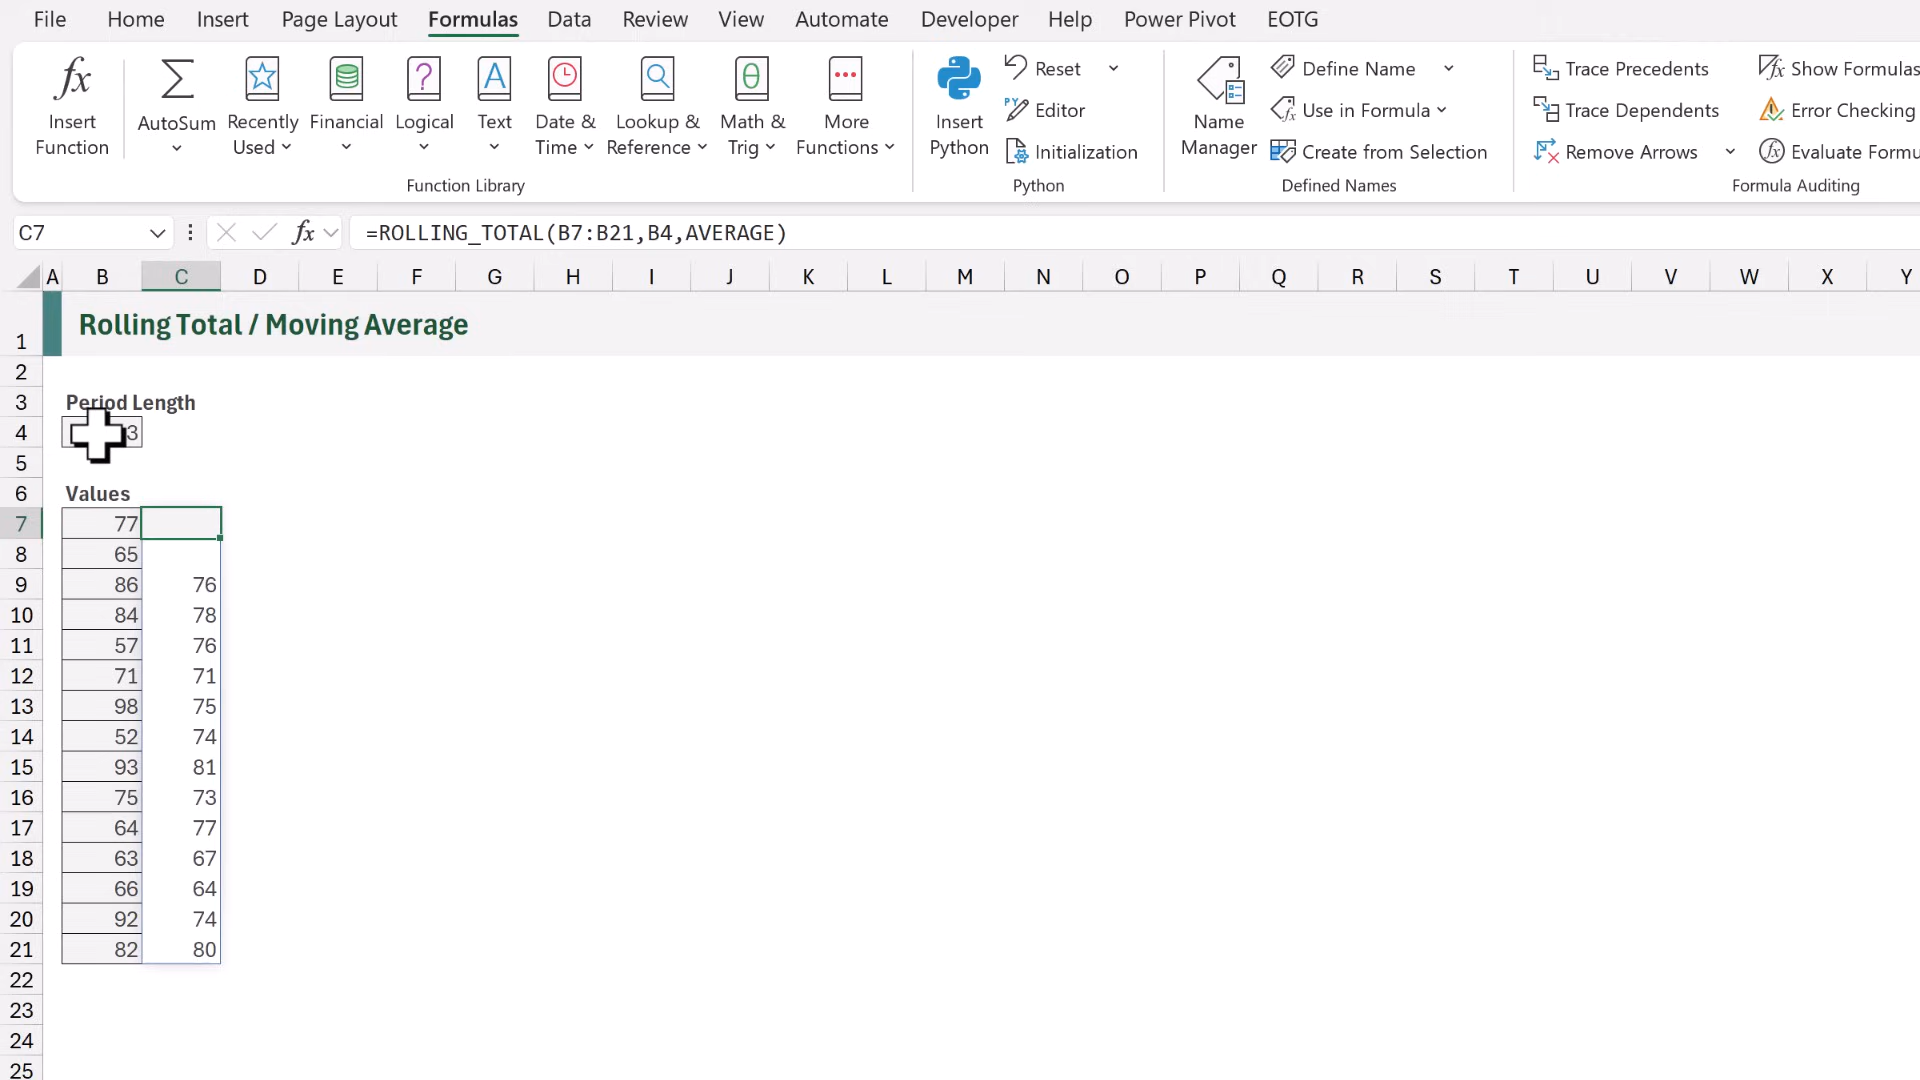 File Home Insert Page Layout Formulas Data Review View Automate Developer Help Power Pivot EOTG
Insert Function
AutoSum
Recently Used
Financial
Logical
Text
Date & Time
Lookup & Reference
Math & Trig
More Functions
Function Library
Insert Python
Reset
Editor
Initialization
Python
Name Manager
Define Name
Use in Formula
Create from Selection
Defined Names
Trace Precedents
Trace Dependents
Remove Arrows
Show Formulas
Error Checking
Evaluate Formu
Formula Auditing
C7 fx =ROLLING_TOTAL(B7:B21,B4,AVERAGE)
A B C D E F G H I J K L M N O P Q R S T U V W X Y
1 Rolling Total / Moving Average
2
3 Period Length
4 3
5
6 Values
7 77
8 65
9 86 76
10 84 78
11 57 76
12 71 71
13 98 75
14 52 74
15 93 81
16 75 73
17 64 77
18 63 67
19 66 64
20 92 74
21 82 80
22
23
24
25